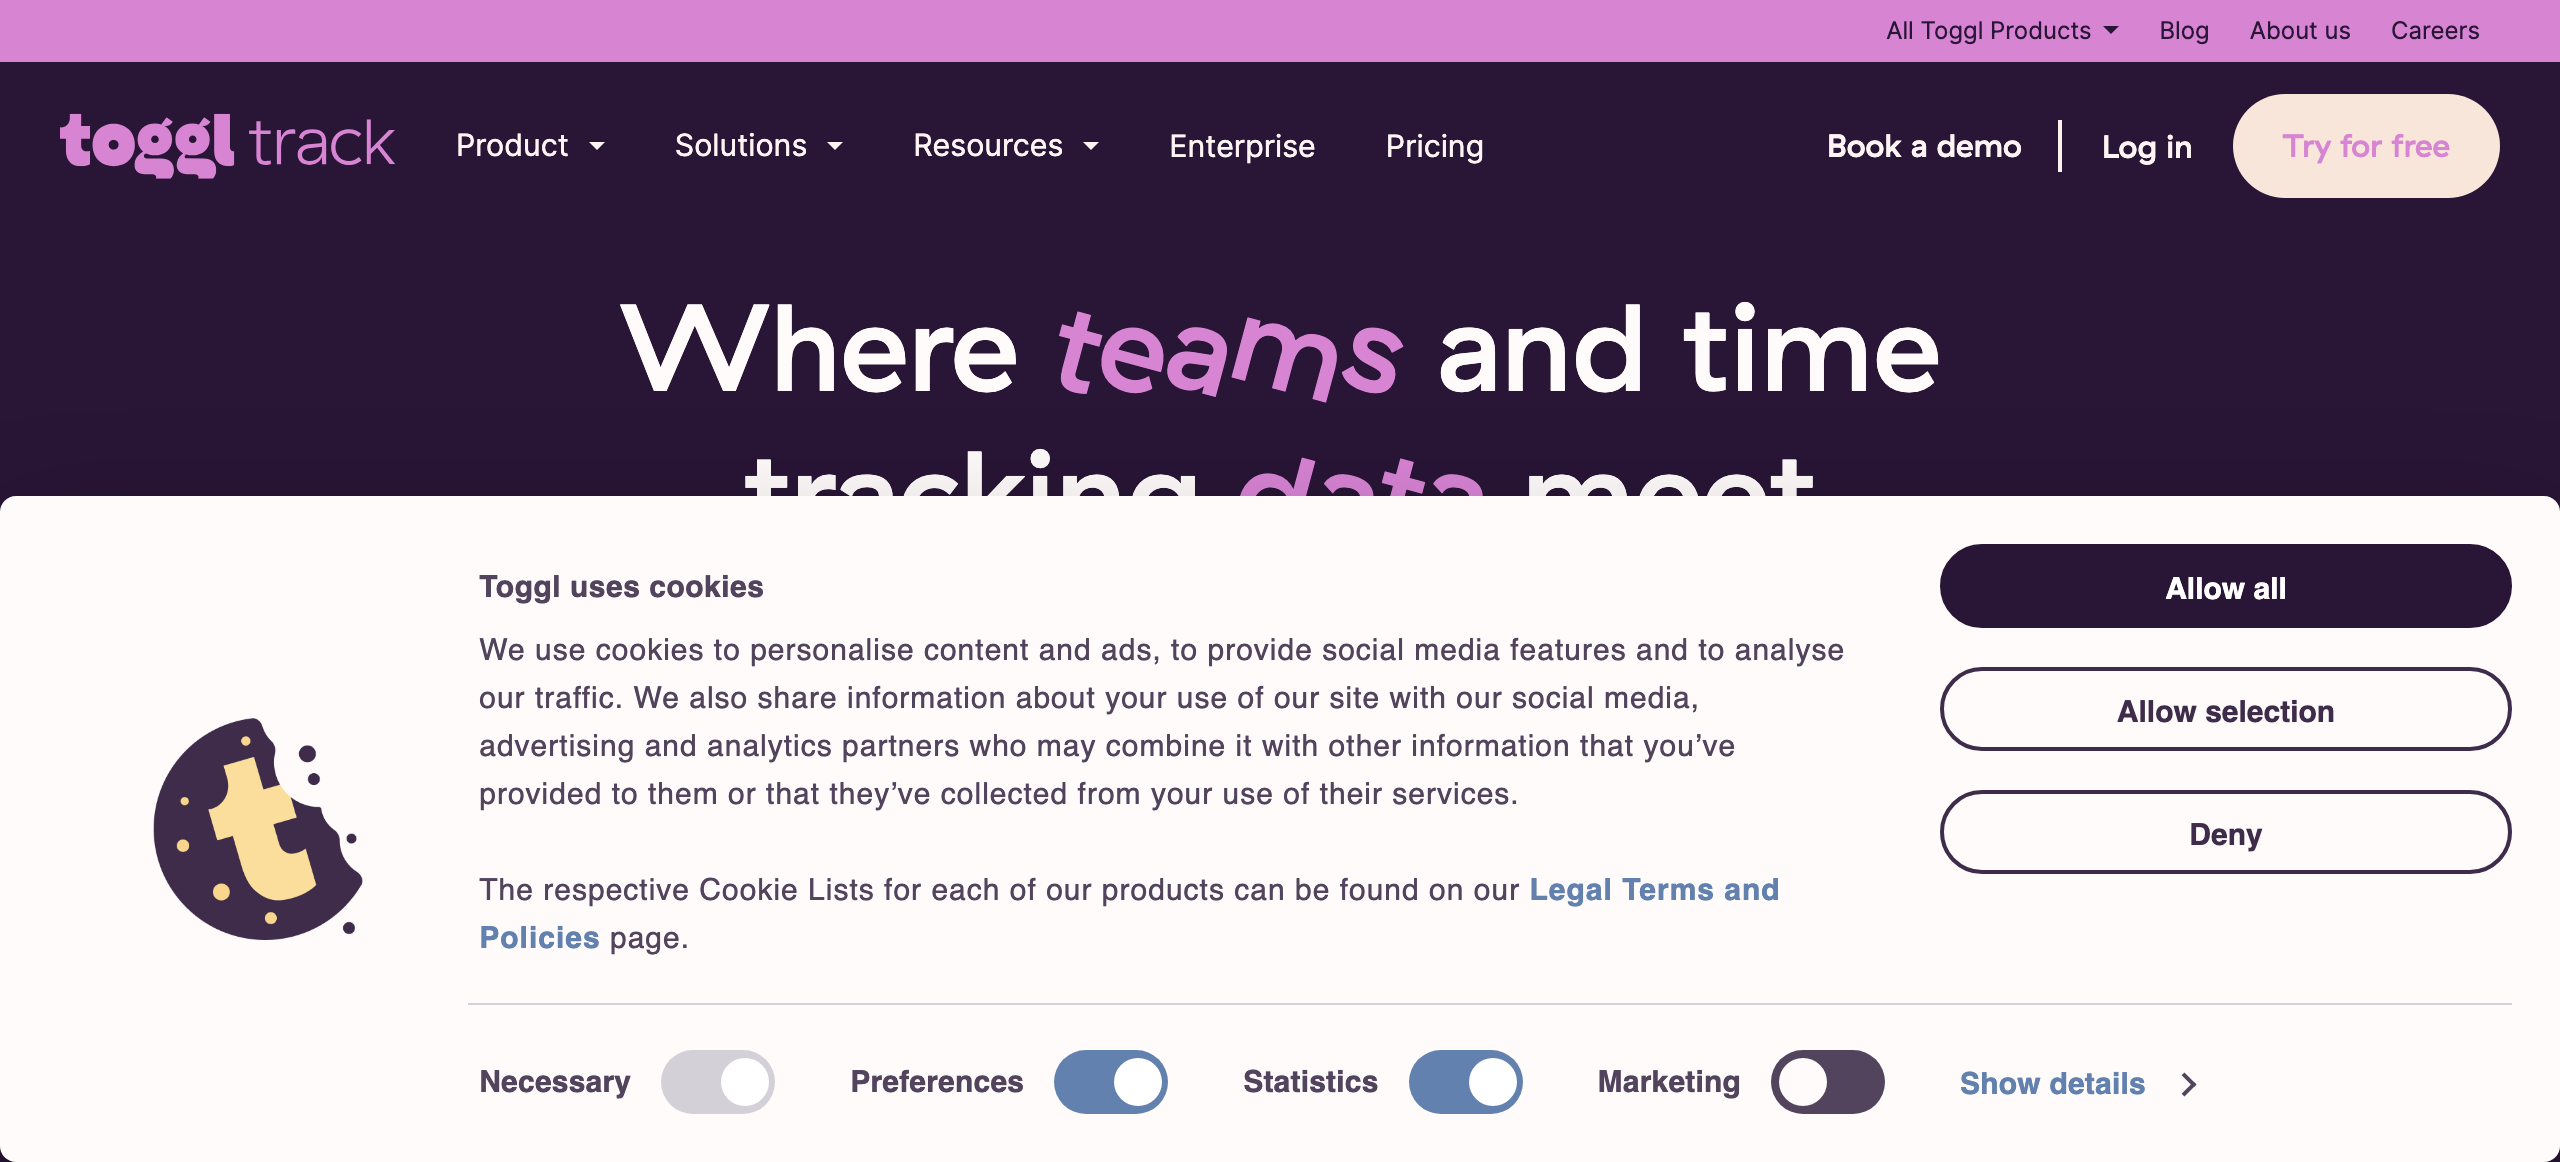 All Toggl Products
Blog
About us
Careers
toggl track
Product
Solutions
Resources
Enterprise
Pricing
Book a demo
Log in
Try for free
Where teams and time
tracking data meet
Toggl uses cookies
We use cookies to personalise content and ads, to provide social media features and to analyse
our traffic. We also share information about your use of our site with our social media,
advertising and analytics partners who may combine it with other information that you’ve
provided to them or that they’ve collected from your use of their services.
The respective Cookie Lists for each of our products can be found on our Legal Terms and
Policies page.
Allow all
Allow selection
Deny
t
Necessary
Preferences
Statistics
Marketing
Show details